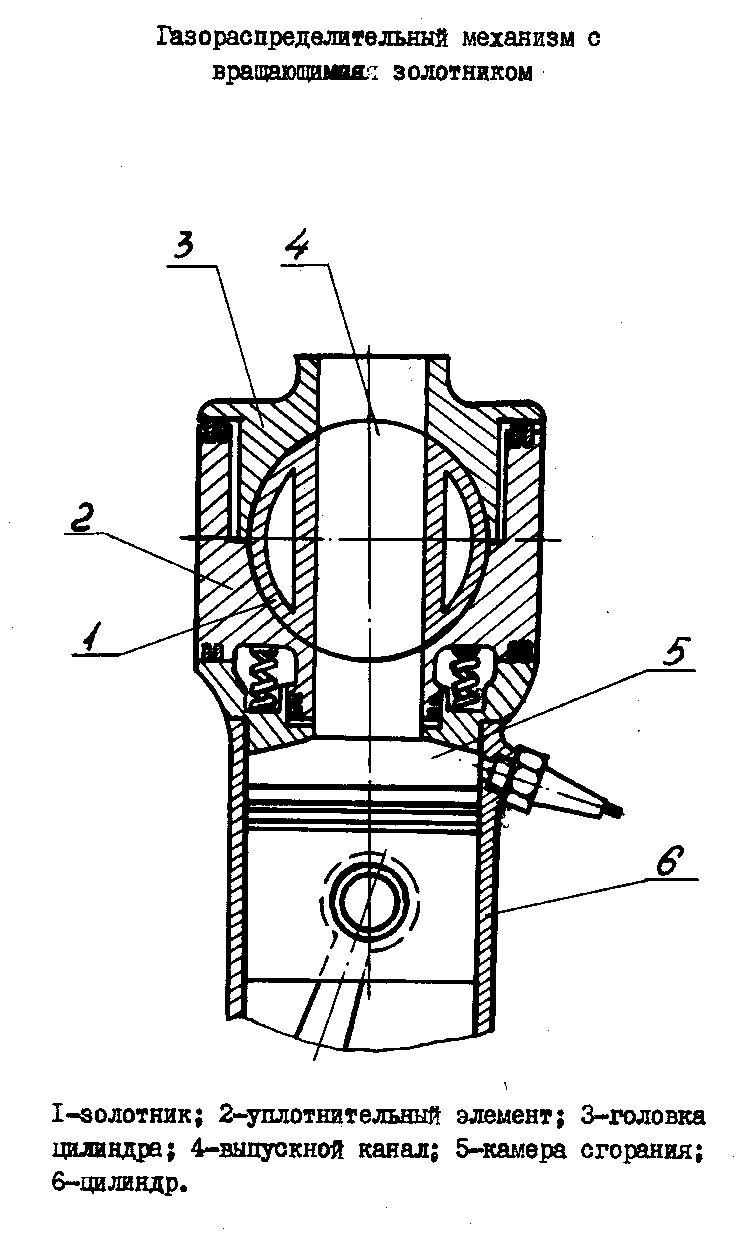 Газораспределительный механизм с
вращающимия золотником
3 4
2
1
5
6
I-золотник; 2-уплотнительный элемент; 3-головка
цилиндра; 4-выпускной канал; 5-камера сгорания;
6-цилиндр.